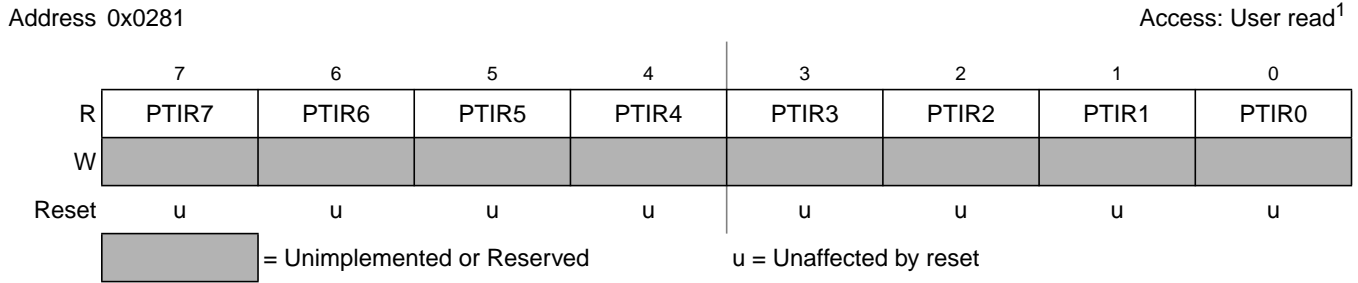 Address 0x0281 Access: User read1
7 6 5 4 3 2 1 0
R PTIR7 PTIR6 PTIR5 PTIR4 PTIR3 PTIR2 PTIR1 PTIR0
W
Reset u u u u u u u u
= Unimplemented or Reserved u = Unaffected by reset